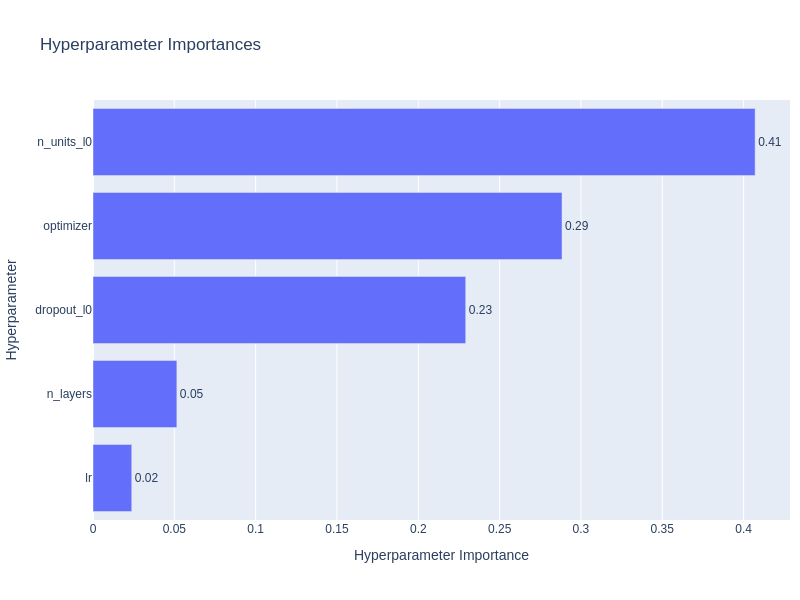 Hyperparameter Importances
n_units_l0
0.41
optimizer
0.29
dropout_l0
0.23
n_layers
0.05
lr
0.02
0
0.05
0.1
0.15
0.2
0.25
0.3
0.35
0.4
Hyperparameter Importance
Hyperparameter